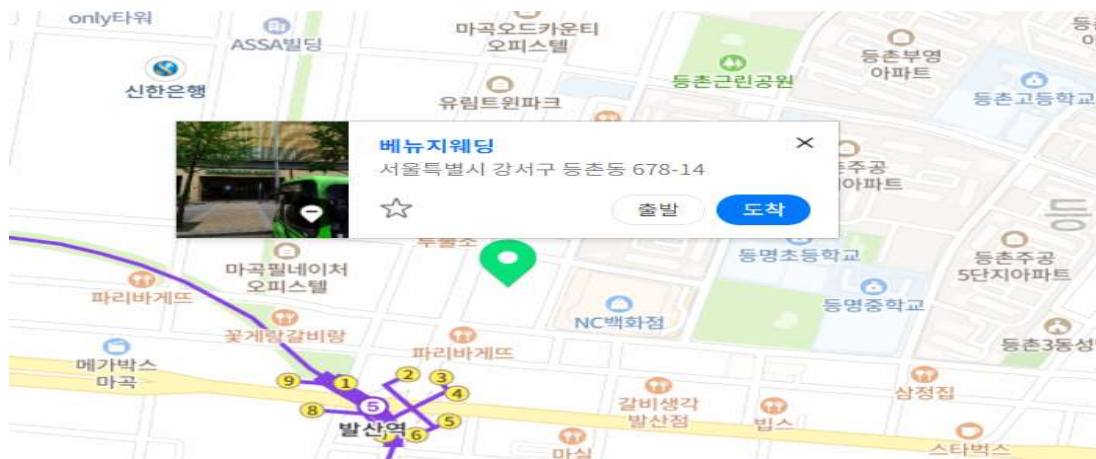 only타워
ASSA빌딩
마곡오드카운티
오피스텔
등촌부영
아파트
신한은행
유림트윈파크
등촌근린공원
등촌고등학교
베뉴지웨딩
서울특별시 강서구 등촌동 678-14
출발
도착
주공
아파트
등
마곡필네이처
오피스텔
등명초등학교
등촌주공
5단지아파트
파리바게뜨
NC백화점
등명중학교
꽃게랑갈비랑
파리바게뜨
등촌3동성
메가박스
마곡
9
1
2
3
4
5
8
5
6
발산역
갈비생각
발산점
빕스
삼정집
마실
스타벅스